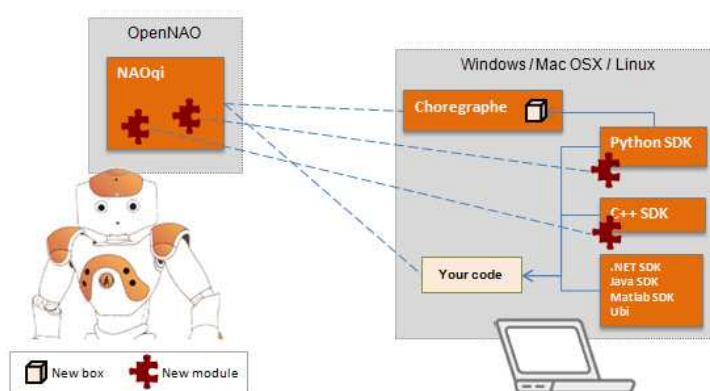 OpenNAO
NAOqi
Windows / Mac OSX / Linux
Choregraphe
Python SDK
C++ SDK
.NET SDK
Java SDK
Matlab SDK
Ubi
Your code
New box
New module